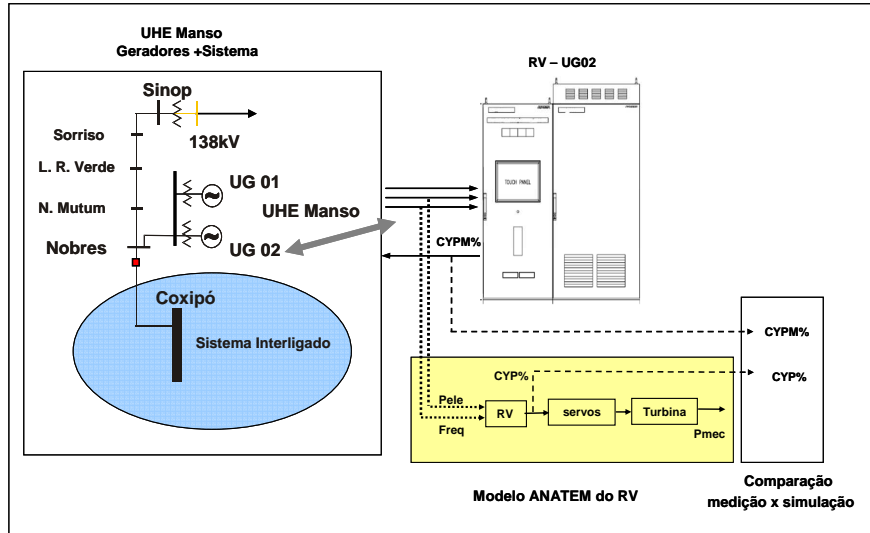 UHE Manso
Geradores +Sistema
RV – UG02
Sinop
138kV
Sorriso
L. R. Verde
UG 01
UHE Manso
N. Mutum
UG 02
Nobres
TOUCH PANEL
CYPM%
Coxipó
Sistema Interligado
CYPM%
CYP%
CYP%
Pele
Freq
RV
servos
Turbina
Pmec
Modelo ANATEM do RV
Comparação
medição x simulação